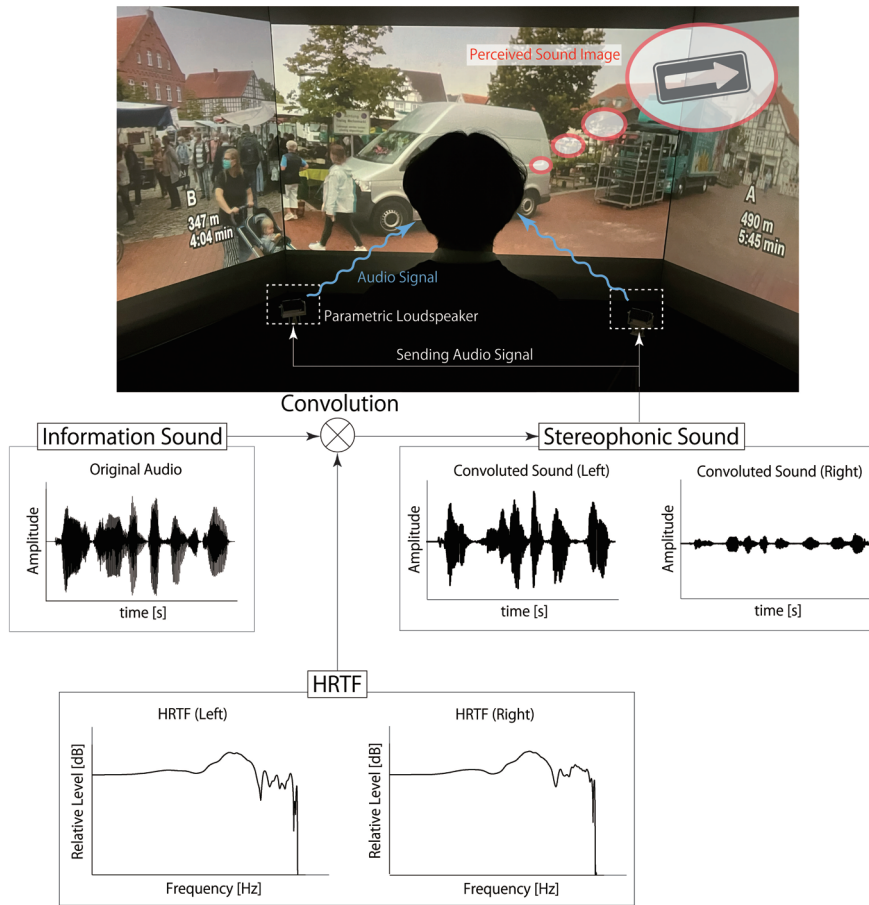 Perceived Sound Image
B
347 m
4:04 min
A
490 m
5:45 min
Audio Signal
Parametric Loudspeaker
Sending Audio Signal
Convolution
Information Sound
Stereophonic Sound
Original Audio
Amplitude
time [s]
Convoluted Sound (Left)
Amplitude
time [s]
Convoluted Sound (Right)
Amplitude
time [s]
HRTF
HRTF (Left)
Relative Level [dB]
Frequency [Hz]
HRTF (Right)
Relative Level [dB]
Frequency [Hz]